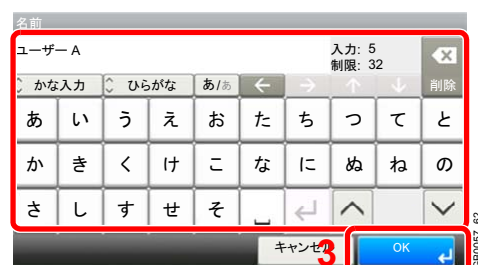 名前
ユーザー A
入力: 5
制限: 32
かな入力 ひらがな あ/ぁ ← → ↑ ↓ 削除
あ い う え お た ち つ て と
か き く け こ な に ぬ ね の
さ し す せ そ
キャンセル 3 OK